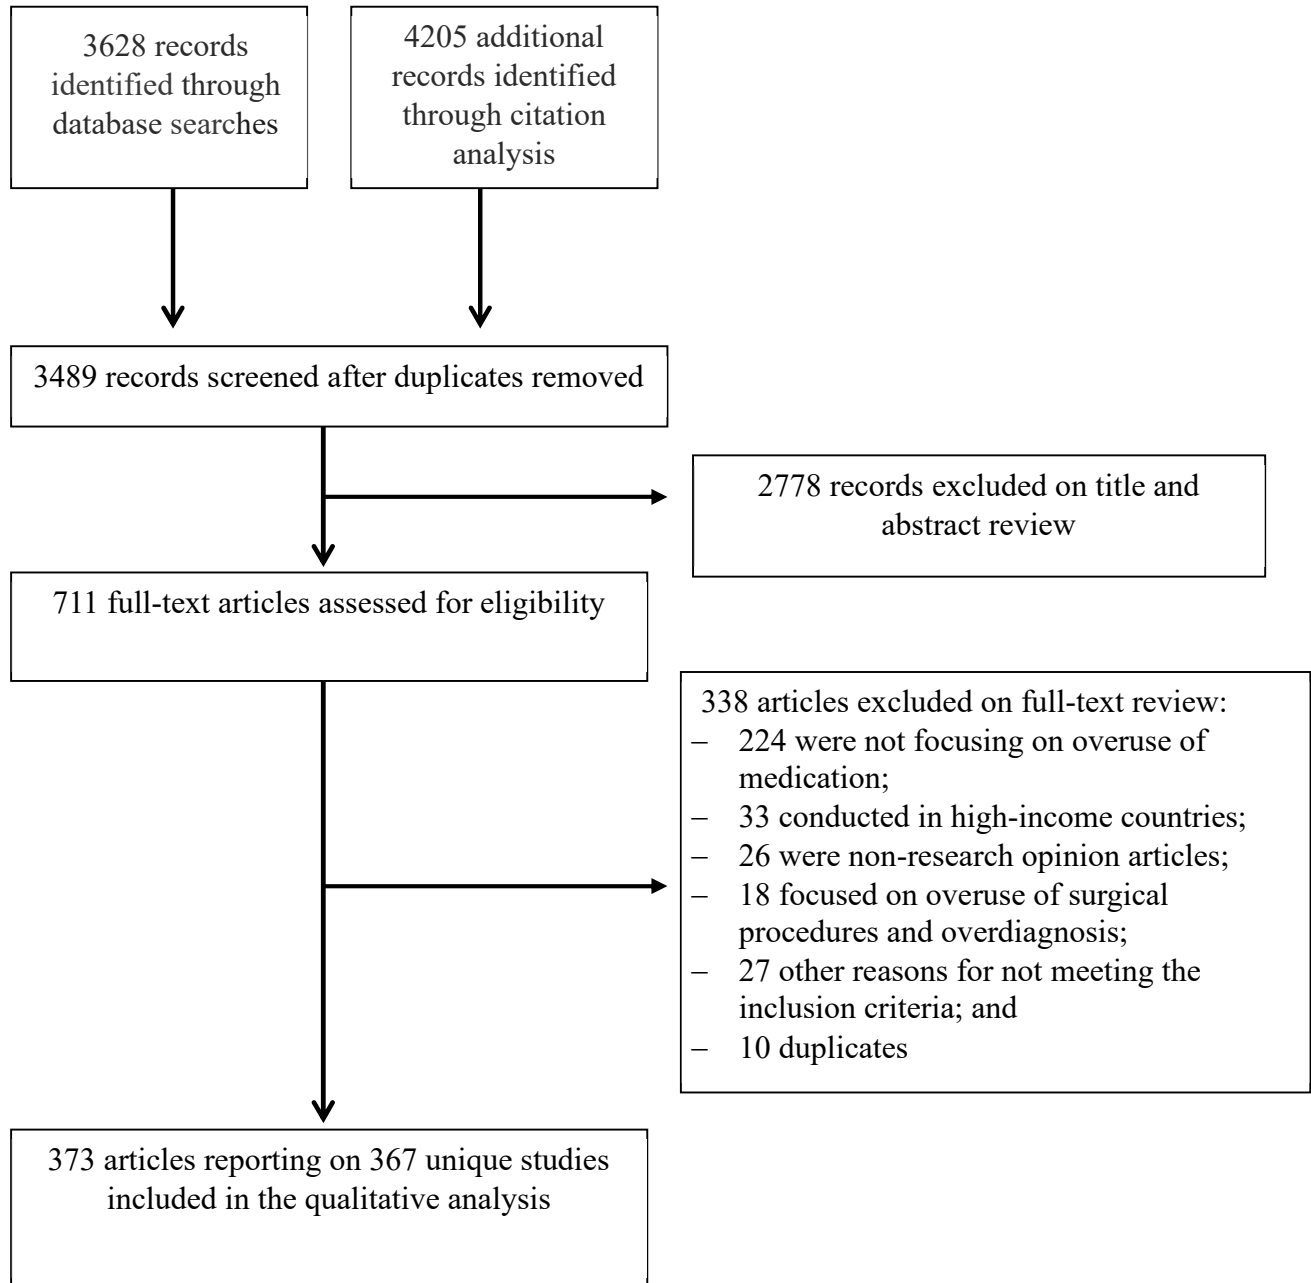 3628 records
identified through
database searches
4205 additional
records identified
through citation
analysis
3489 records screened after duplicates removed
2778 records excluded on title and
abstract review
711 full-text articles assessed for eligibility
338 articles excluded on full-text review:
– 224 were not focusing on overuse of
medication;
– 33 conducted in high-income countries;
– 26 were non-research opinion articles;
– 18 focused on overuse of surgical
procedures and overdiagnosis;
– 27 other reasons for not meeting the
inclusion criteria; and
– 10 duplicates
373 articles reporting on 367 unique studies
included in the qualitative analysis